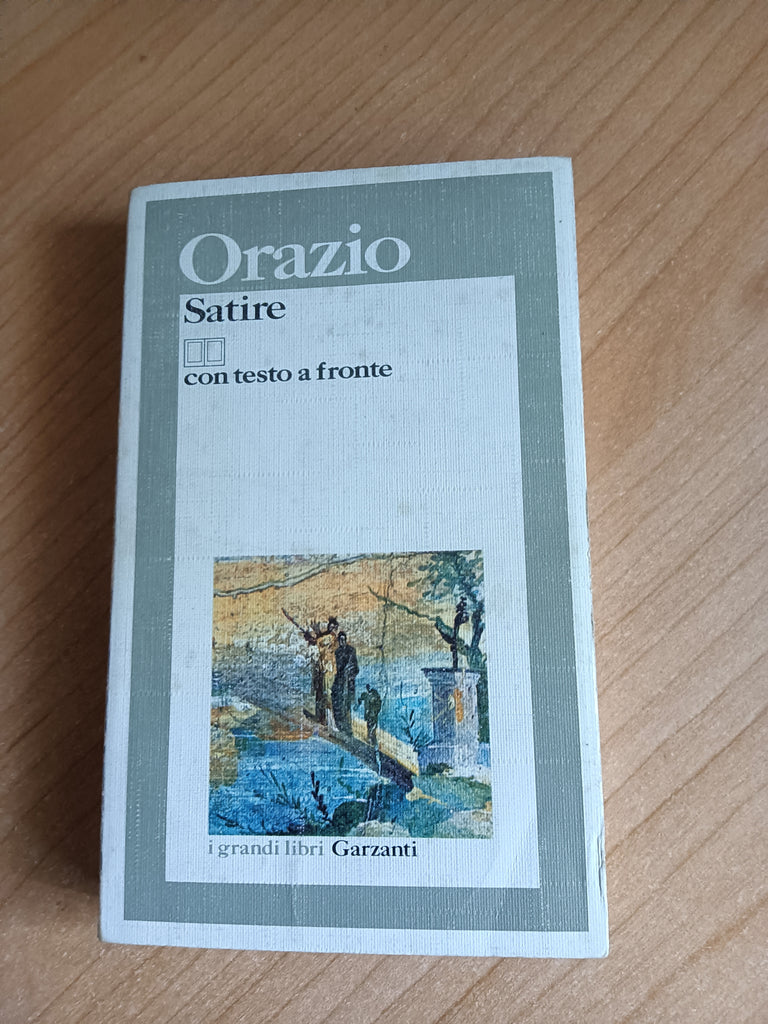 Orazio
Satire
con testo a fronte
i grandi libri Garzanti